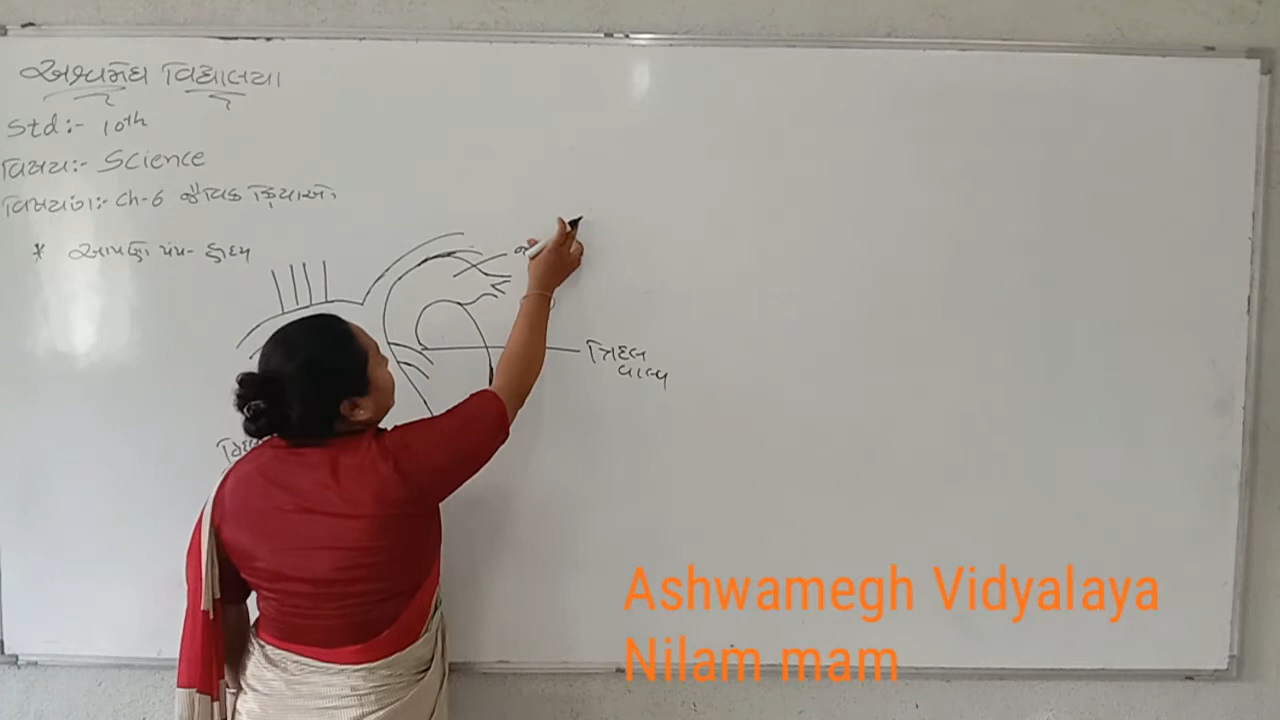 અશ્વમેઘ વિદ્યાલયા
Std:- 10th
વિષય:- Science
વિષયાંગ:- Ch-6 જૈવિક ક્રિયાઓ
* આપણો પંપ- હૃદય
ત્રિદલ
વાલ્વ
Ashwamegh Vidyalaya
Nilam mam